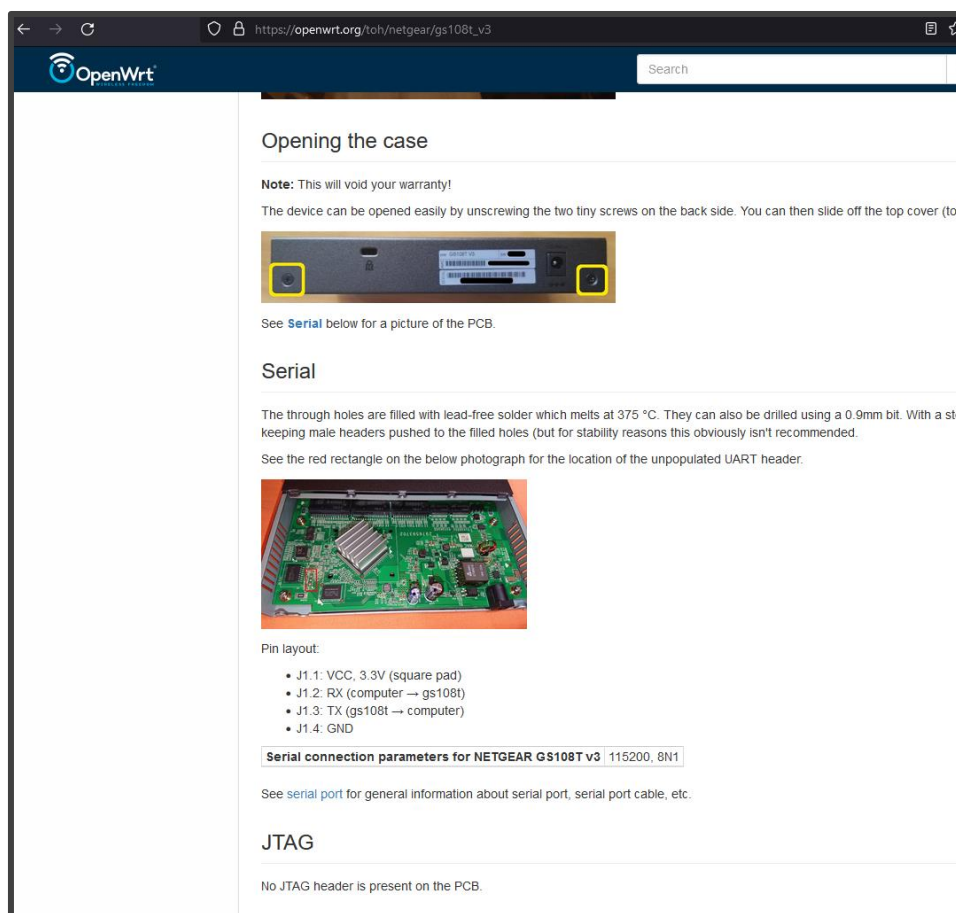 https://openwrt.org/toh/netgear/gs108t_v3
OpenWrt
WIRELESS FREEDOM
Search
Opening the case
Note: This will void your warranty!
The device can be opened easily by unscrewing the two tiny screws on the back side. You can then slide off the top cover (to
GS108T V3
See Serial below for a picture of the PCB.
Serial
The through holes are filled with lead-free solder which melts at 375 °C. They can also be drilled using a 0.9mm bit. With a st
keeping male headers pushed to the filled holes (but for stability reasons this obviously isn't recommended.
See the red rectangle on the below photograph for the location of the unpopulated UART header.
Pin layout:
• J1.1: VCC, 3.3V (square pad)
• J1.2: RX (computer → gs108t)
• J1.3: TX (gs108t → computer)
• J1.4: GND
Serial connection parameters for NETGEAR GS108T v3 115200, 8N1
See serial port for general information about serial port, serial port cable, etc.
JTAG
No JTAG header is present on the PCB.